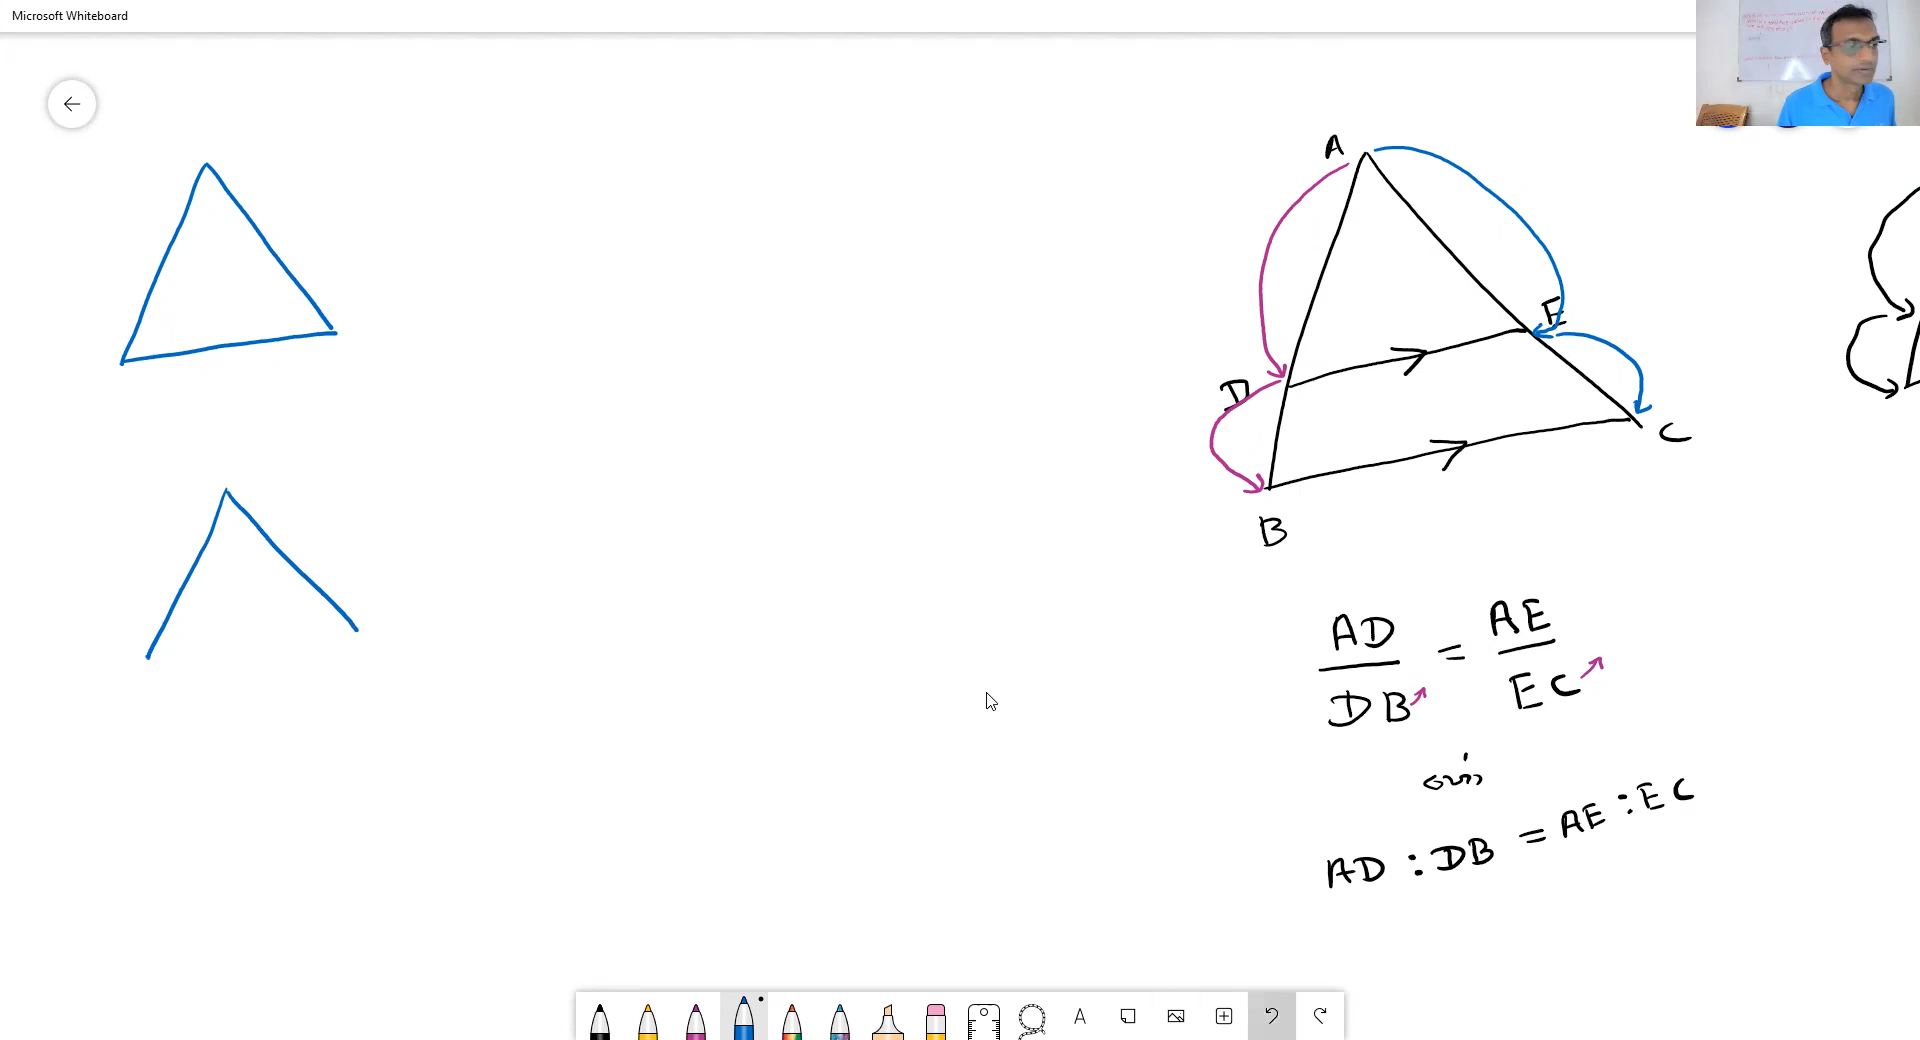 Microsoft Whiteboard
A
E
D
C
B
AD/DB = AE/EC
AD : DB = AE : EC